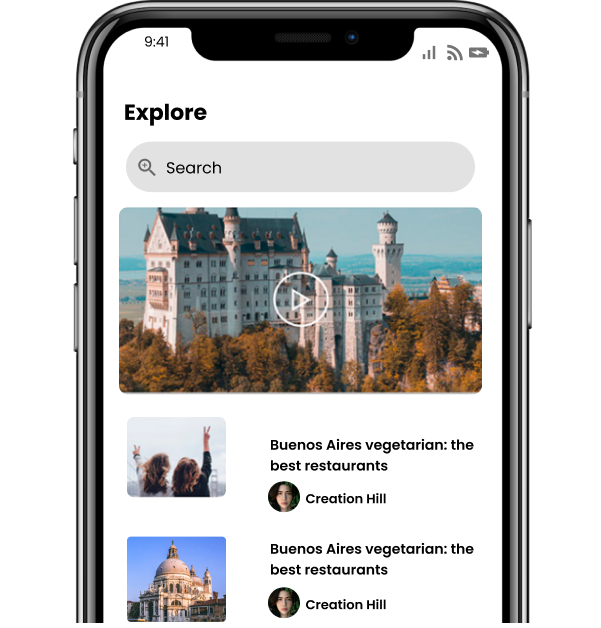 9:41
Explore
Search
Buenos Aires vegetarian: the
best restaurants
Creation Hill
Buenos Aires vegetarian: the
best restaurants
Creation Hill